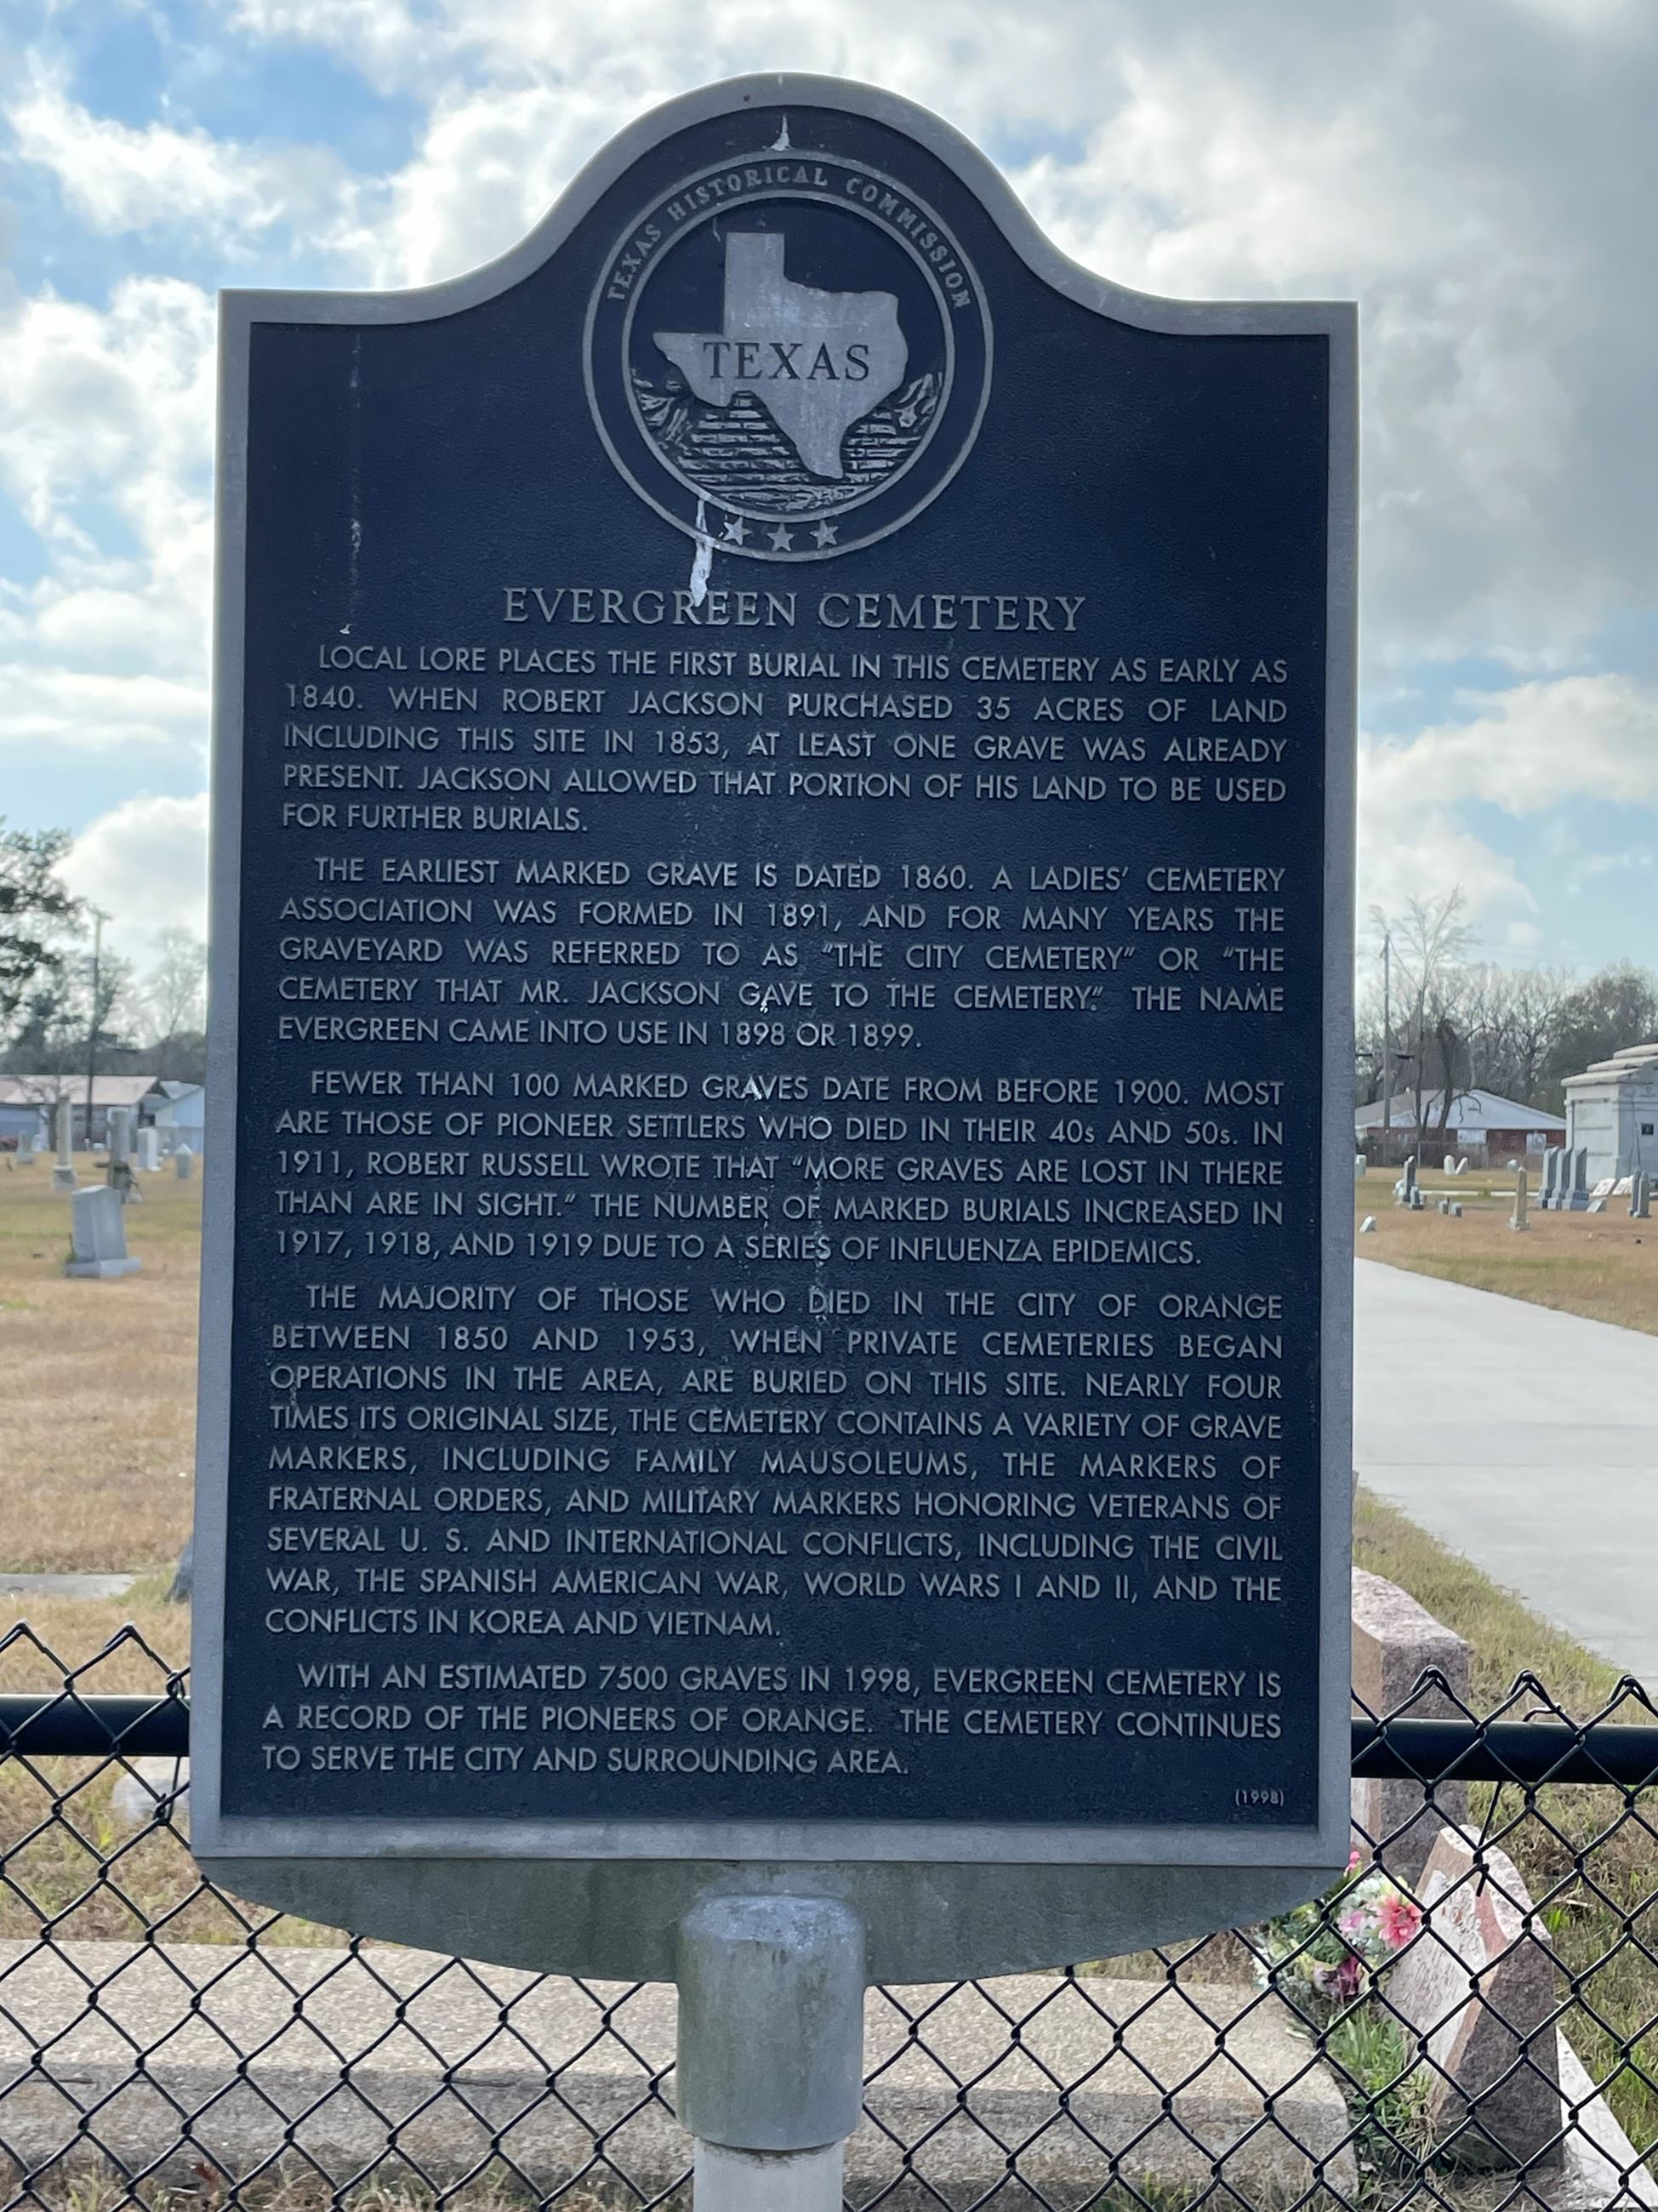 TEXAS HISTORICAL COMMISSION
TEXAS
EVERGREEN CEMETERY
LOCAL LORE PLACES THE FIRST BURIAL IN THIS CEMETERY AS EARLY AS
1840. WHEN ROBERT JACKSON PURCHASED 35 ACRES OF LAND
INCLUDING THIS SITE IN 1853, AT LEAST ONE GRAVE WAS ALREADY
PRESENT. JACKSON ALLOWED THAT PORTION OF HIS LAND TO BE USED
FOR FURTHER BURIALS.
THE EARLIEST MARKED GRAVE IS DATED 1860. A LADIES' CEMETERY
ASSOCIATION WAS FORMED IN 1891, AND FOR MANY YEARS THE
GRAVEYARD WAS REFERRED TO AS "THE CITY CEMETERY" OR "THE
CEMETERY THAT MR. JACKSON GAVE TO THE CEMETERY." THE NAME
EVERGREEN CAME INTO USE IN 1898 OR 1899.
FEWER THAN 100 MARKED GRAVES DATE FROM BEFORE 1900. MOST
ARE THOSE OF PIONEER SETTLERS WHO DIED IN THEIR 40s AND 50s. IN
1911, ROBERT RUSSELL WROTE THAT "MORE GRAVES ARE LOST IN THERE
THAN ARE IN SIGHT." THE NUMBER OF MARKED BURIALS INCREASED IN
1917, 1918, AND 1919 DUE TO A SERIES OF INFLUENZA EPIDEMICS.
THE MAJORITY OF THOSE WHO DIED IN THE CITY OF ORANGE
BETWEEN 1850 AND 1953, WHEN PRIVATE CEMETERIES BEGAN
OPERATIONS IN THE AREA, ARE BURIED ON THIS SITE. NEARLY FOUR
TIMES ITS ORIGINAL SIZE, THE CEMETERY CONTAINS A VARIETY OF GRAVE
MARKERS, INCLUDING FAMILY MAUSOLEUMS, THE MARKERS OF
FRATERNAL ORDERS, AND MILITARY MARKERS HONORING VETERANS OF
SEVERAL U. S. AND INTERNATIONAL CONFLICTS, INCLUDING THE CIVIL
WAR, THE SPANISH AMERICAN WAR, WORLD WARS I AND II, AND THE
CONFLICTS IN KOREA AND VIETNAM.
WITH AN ESTIMATED 7500 GRAVES IN 1998, EVERGREEN CEMETERY IS
A RECORD OF THE PIONEERS OF ORANGE. THE CEMETERY CONTINUES
TO SERVE THE CITY AND SURROUNDING AREA.
(1998)